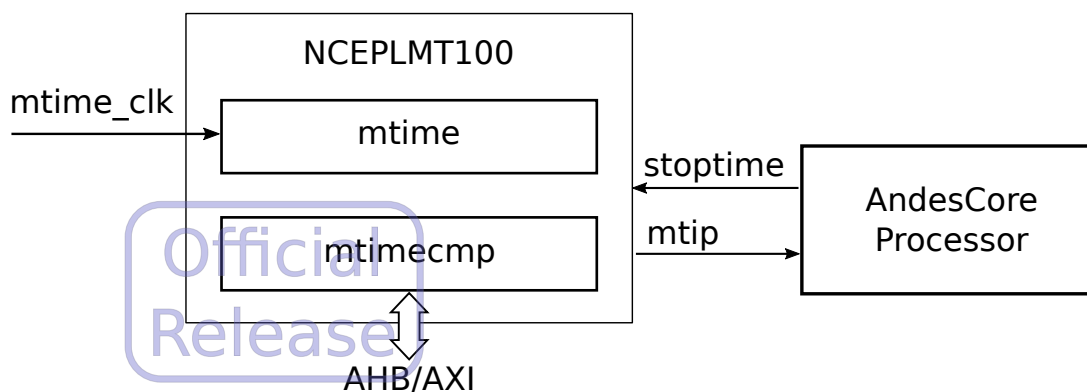 NCEPLMT100
mtime_clk
mtime
stoptime
AndesCore
Processor
mtip
mtimecmp
Official
Release
AHB/AXI